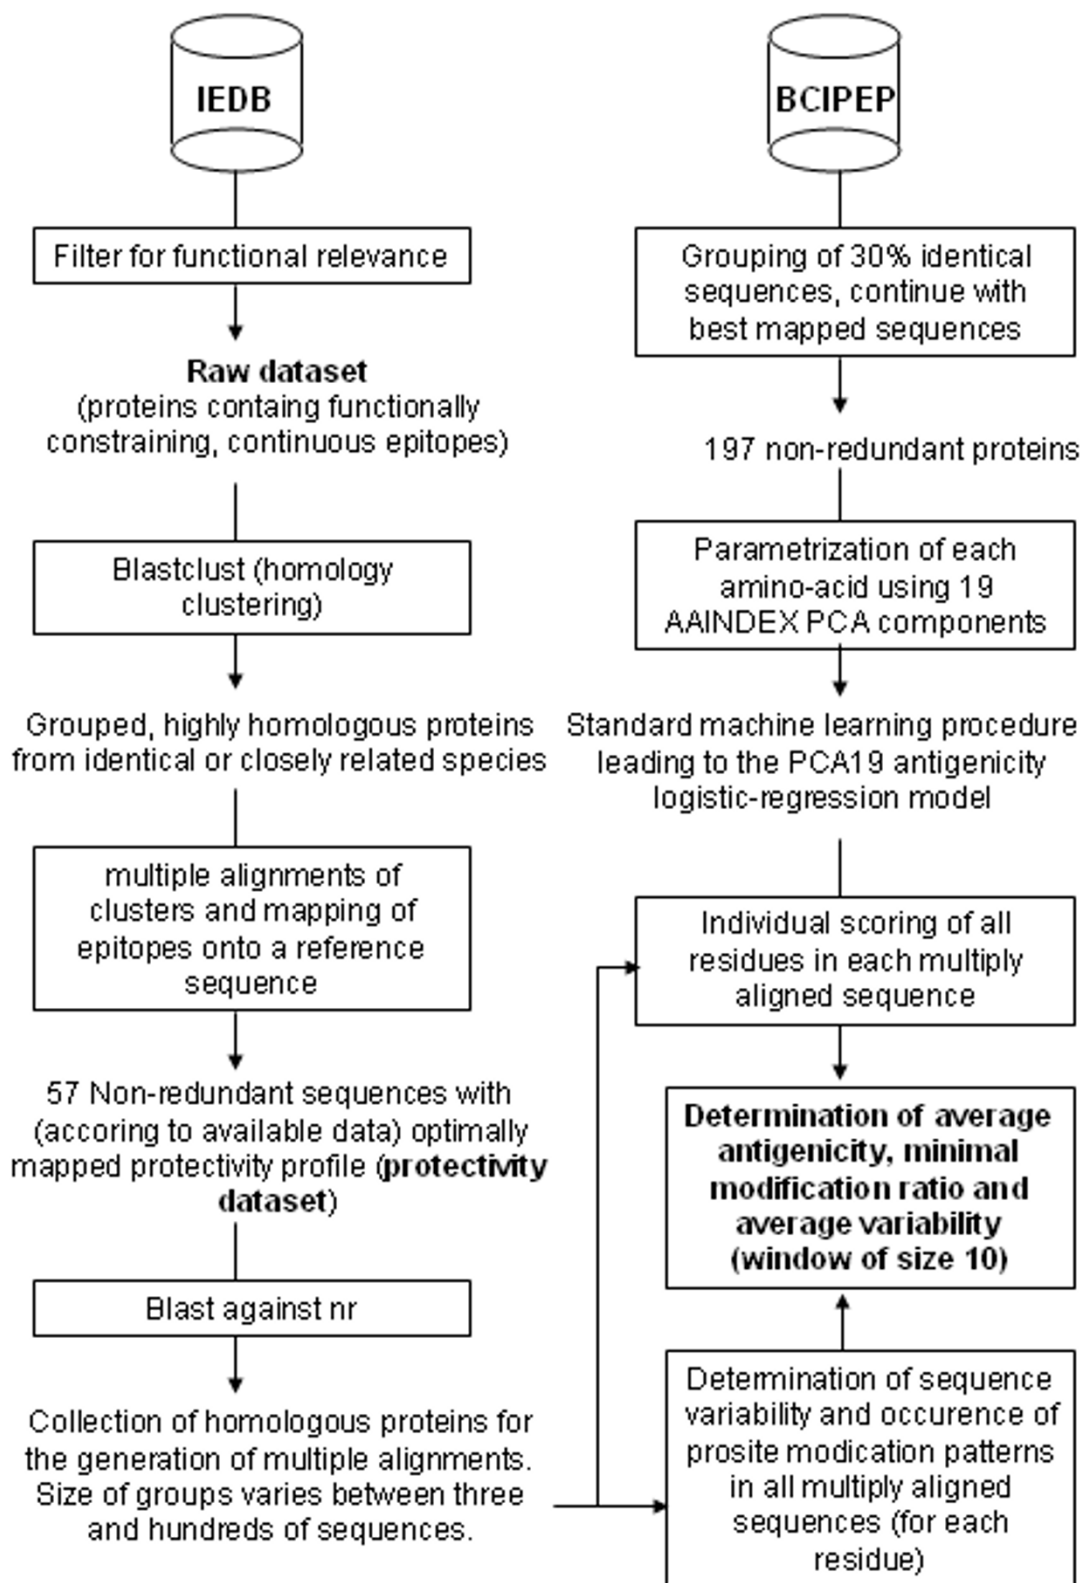 IEDB
Filter for functional relevance
Raw dataset
(proteins containg functionally
constraining, continuous epitopes)
Blastclust (homology
clustering)
Grouped, highly homologous proteins
from identical or closely related species
multiple alignments of
clusters and mapping of
epitopes onto a reference
sequence
57 Non-redundant sequences with
(accoring to available data) optimally
mapped protectivity profile (protectivity
dataset)
Blast against nr
Collection of homologous proteins for
the generation of multiple alignments.
Size of groups varies between three
and hundreds of sequences.
BCIPEP
Grouping of 30% identical
sequences, continue with
best mapped sequences
197 non-redundant proteins
Parametrization of each
amino-acid using 19
AAINDEX PCA components
Standard machine learning procedure
leading to the PCA19 antigenicity
logistic-regression model
Individual scoring of all
residues in each multiply
aligned sequence
Determination of average
antigenicity, minimal
modification ratio and
average variability
(window of size 10)
Determination of sequence
variability and occurence of
prosite modication patterns
in all multiply aligned
sequences (for each
residue)